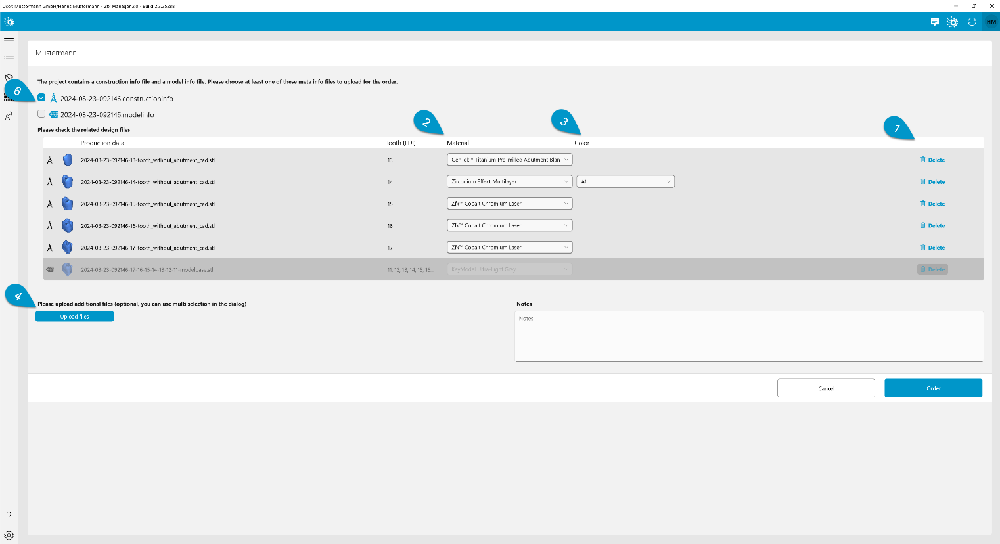 User: Mustermann GmbH/Hanns Mustermann - Zfx Manager 2.0 - Build 2.3.25288.1
HM
Mustermann
The project contains a construction info file and a model info file. Please choose at least one of these meta info files to upload for the order.
6
2024-08-23-092146.constructioninfo
2024-08-23-092146.modelinfo
2
3
1
Please check the related design files
Production data Tooth (FDI) Material Color
2024-08-23-092146-13-tooth_without_abutment_cad.stl 13 GenTek™ Titanium Pre-milled Abutment Blan Delete
2024-08-23-092146-14-tooth_without_abutment_cad.stl 14 Zirconium Effect Multilayer A1 Delete
2024-08-23-092146-15-tooth_without_abutment_cad.stl 15 Zfx™ Cobalt Chromium Laser Delete
2024-08-23-092146-16-tooth_without_abutment_cad.stl 16 Zfx™ Cobalt Chromium Laser Delete
2024-08-23-092146-17-tooth_without_abutment_cad.stl 17 Zfx™ Cobalt Chromium Laser Delete
2024-08-23-092146-17-16-15-14-13-12-11-modelbase.stl 11, 12, 13, 14, 15, 16... KeyModel Ultra-Light Grey Delete
4
Please upload additional files (optional, you can use multi selection in the dialog)
Upload files
Notes
Notes
Cancel Order
?